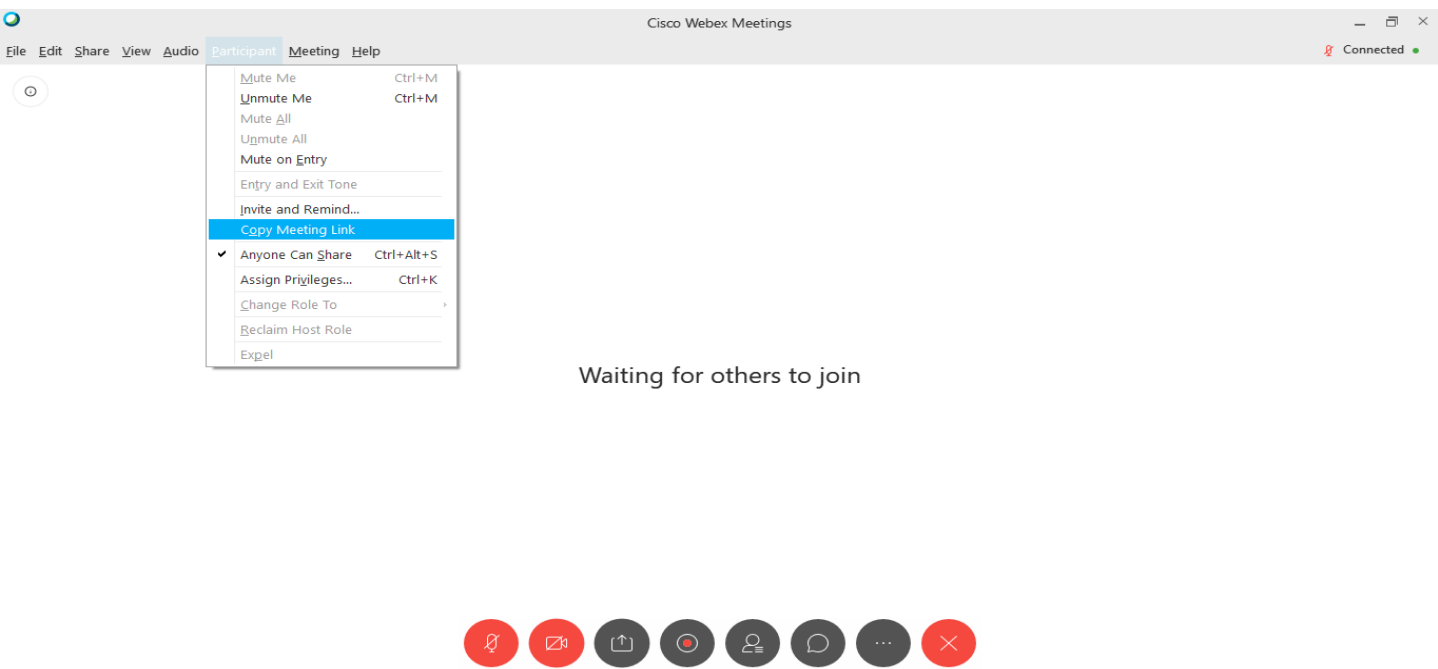 Cisco Webex Meetings
File Edit Share View Audio Participant Meeting Help
Connected
Mute Me Ctrl+M
Unmute Me Ctrl+M
Mute All
Unmute All
Mute on Entry
Entry and Exit Tone
Invite and Remind...
Copy Meeting Link
Anyone Can Share Ctrl+Alt+S
Assign Privileges... Ctrl+K
Change Role To
Reclaim Host Role
Expel
Waiting for others to join